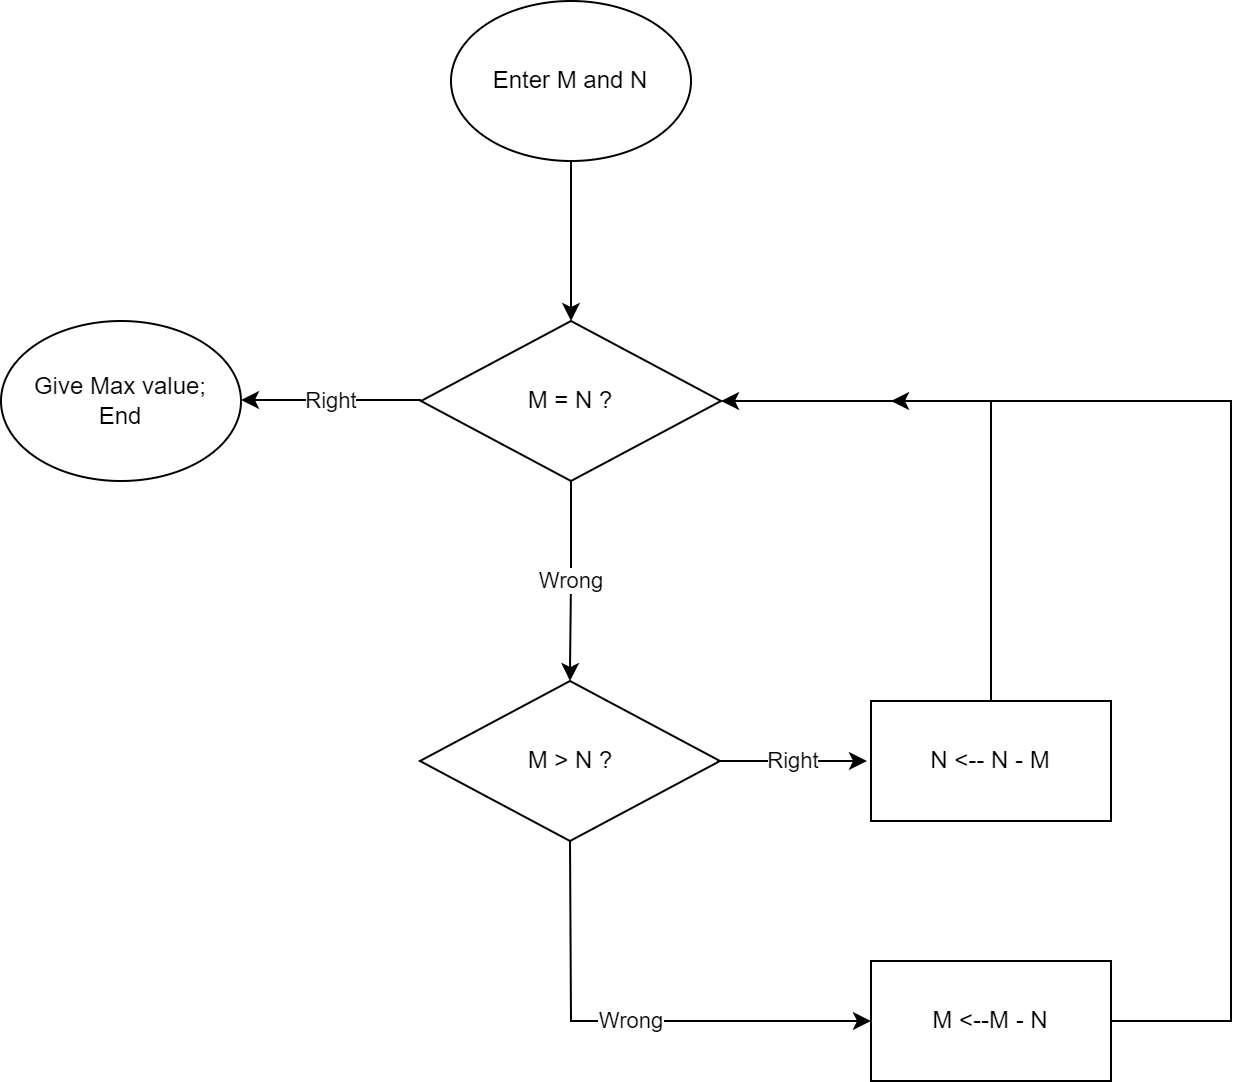 Enter M and N
Give Max value;
End
Right
M = N ?
Wrong
M > N ?
Right
N <-- N - M
Wrong
M <--M - N